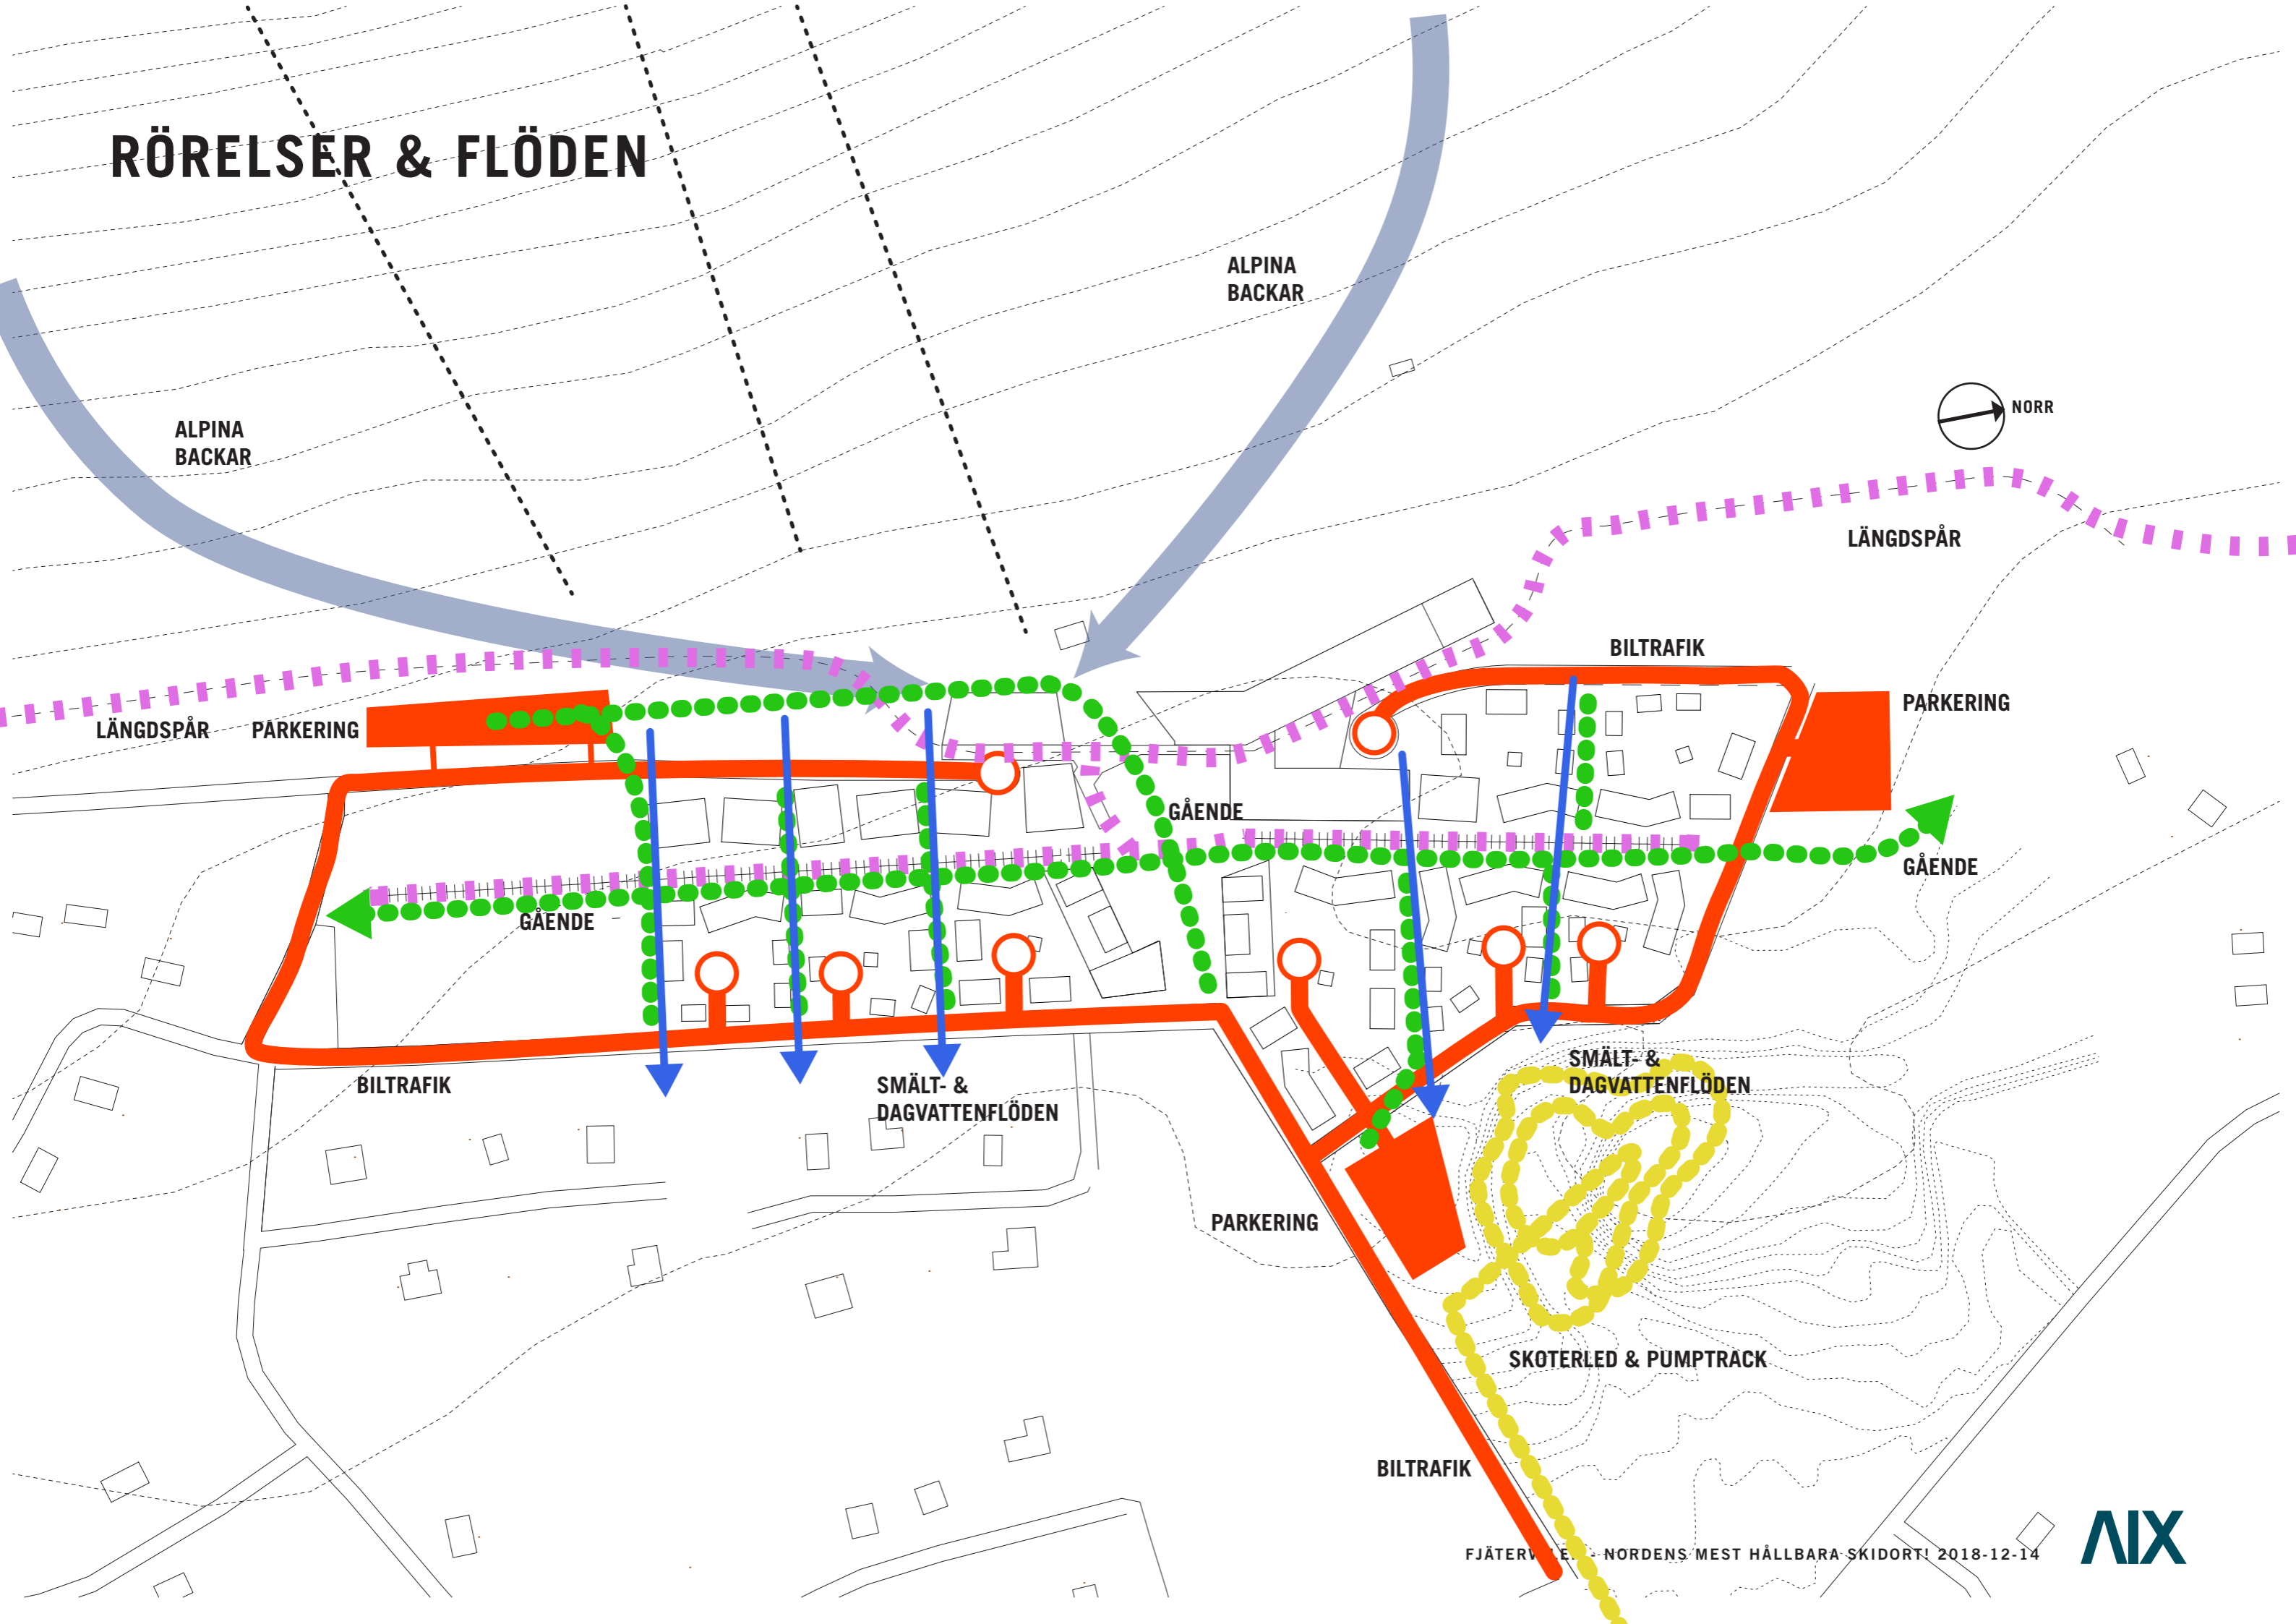 RÖRELSER & FLÖDEN
ALPINA
BACKAR
NORR
ALPINA
BACKAR
LÄNGDSPÅR
BILTRAFIK
PARKERING
LÄNGDSPÅR
PARKERING
GÅENDE
GÅENDE
GÅENDE
SMÄLT- &
DAGVATTENFLÖDEN
BILTRAFIK
SMÄLT- &
DAGVATTENFLÖDEN
PARKERING
SKOTERLED & PUMPTRACK
BILTRAFIK
- NORDENS MEST HÅLLBARA SKIDORT! 2018-12-14
AIX